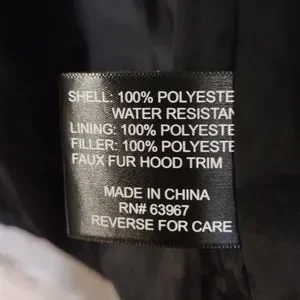 SHELL: 100% POLYESTE
WATER RESISTAN
LINING: 100% POLYESTE
FILLER: 100% POLYESTE
FAUX FUR HOOD TRIM
MADE IN CHINA
RN# 63967
REVERSE FOR CARE